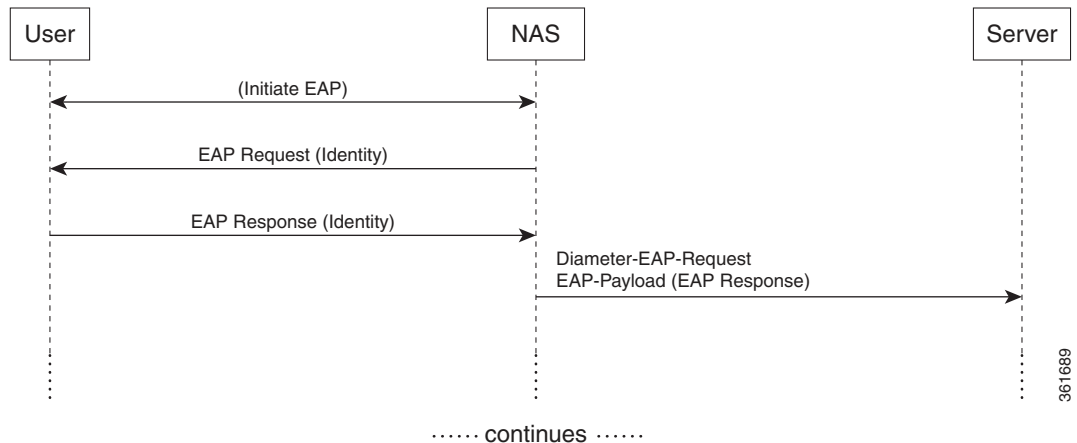 User
NAS
Server
(Initiate EAP)
EAP Request (Identity)
EAP Response (Identity)
Diameter-EAP-Request
EAP-Payload (EAP Response)
361689
...... continues ......